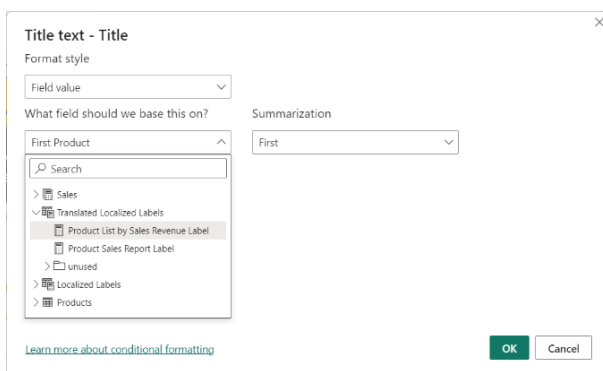 Title text - Title
Format style
Field value
What field should we base this on? Summarization
First Product First
Search
Sales
Translated Localized Labels
Product List by Sales Revenue Label
Product Sales Report Label
unused
Localized Labels
Products
Learn more about conditional formatting OK Cancel